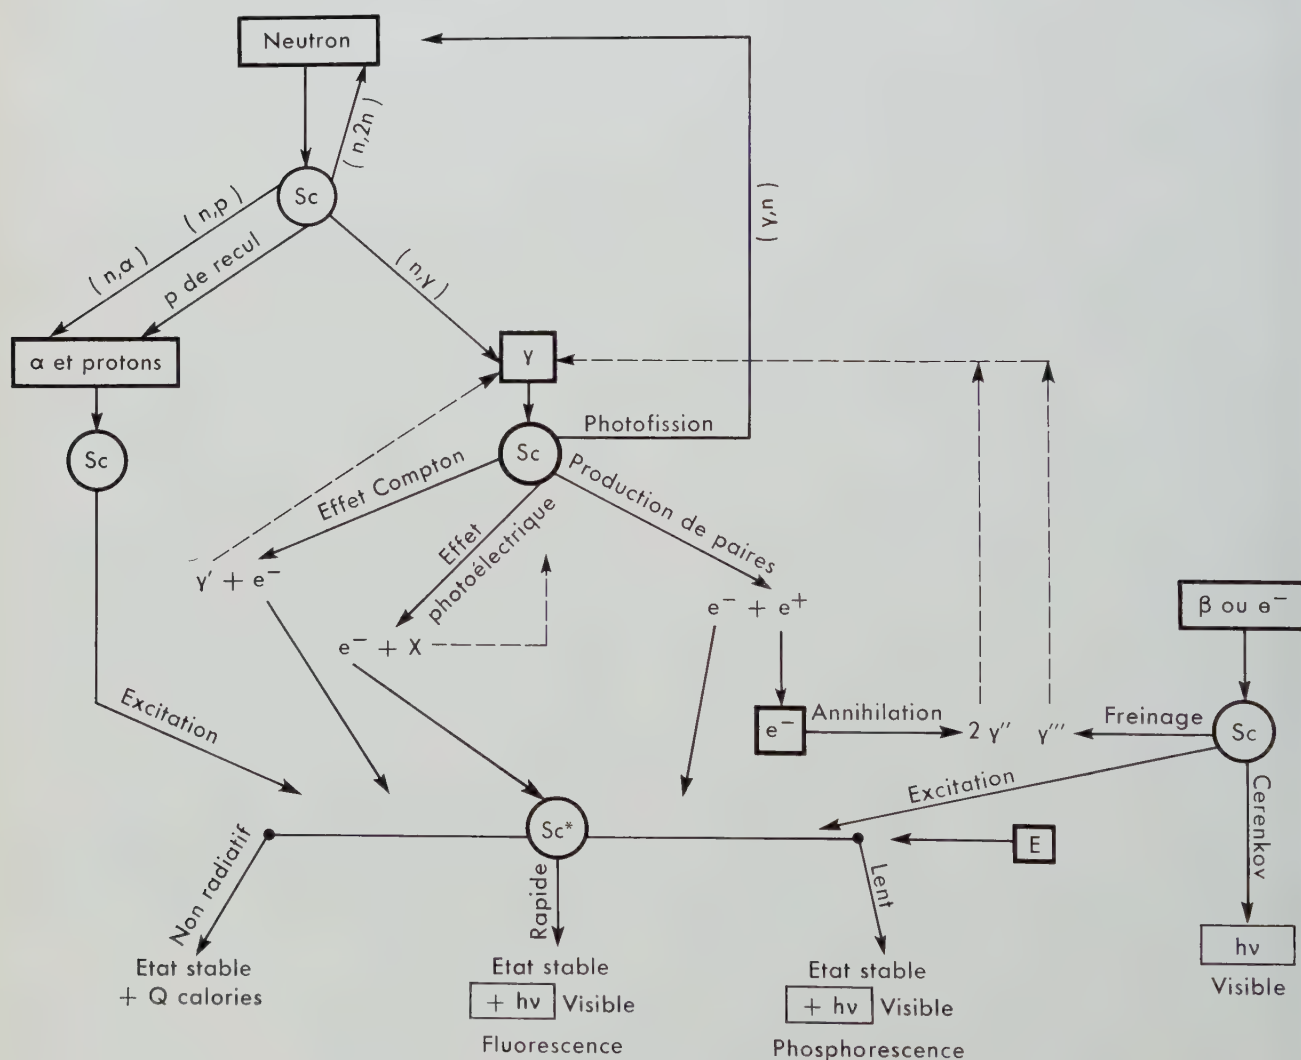 Neutron
( n,2n )
Sc
( n,p )
( n,α )
p de recul
( n,γ )
( γ,n )
α et protons
γ
Photofission
Sc
Sc
Effet Compton
Effet
photoélectrique
Production de paires
γ' + e⁻
e⁻ + X
e⁻ + e⁺
β ou e⁻
Excitation
e⁻
Annihilation
2 γ''
γ'''
Freinage
Sc
Excitation
Cerenkov
Sc*
E
Non radiatif
Rapide
Lent
hν
Visible
Etat stable
+ Q calories
Etat stable
+ hν Visible
Fluorescence
Etat stable
+ hν Visible
Phosphorescence